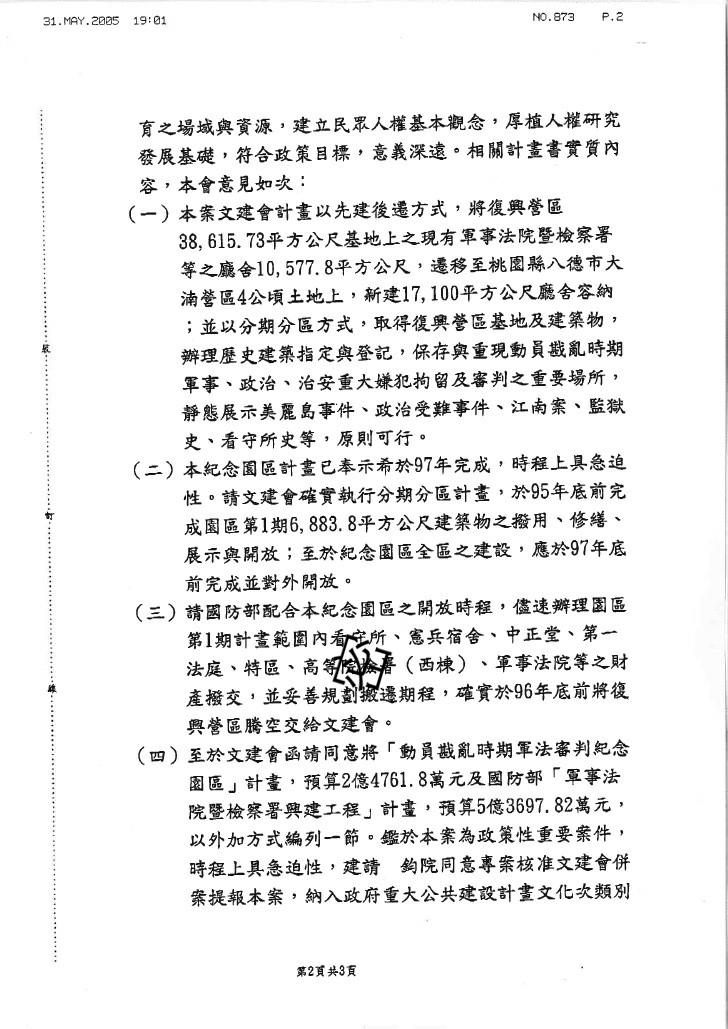 31.MAY.2005 19:01 NO.873 P.2
育之場域與資源，建立民眾人權基本觀念，厚植人權研究
發展基礎，符合政策目標，意義深遠。相關計畫書實質內
容，本會意見如次：
(一)本案文建會計畫以先建後遷方式，將復興營區
38,615.73平方公尺基地上之現有軍事法院暨檢察署
等之廳舍10,577.8平方公尺，遷移至桃園縣八德市大
湳營區4公頃土地上，新建17,100平方公尺廳舍容納
；並以分期分區方式，取得復興營區基地及建築物，
辦理歷史建築指定與登記，保存與重現動員戡亂時期
軍事、政治、治安重大嫌犯拘留及審判之重要場所，
靜態展示美麗島事件、政治受難事件、江南案、監獄
史、看守所史等，原則可行。
(二)本紀念園區計畫已奉示希於97年完成，時程上具急迫
性。請文建會確實執行分期分區計畫，於95年底前完
成園區第1期6,883.8平方公尺建築物之撥用、修繕、
展示與開放；至於紀念園區全區之建設，應於97年底
前完成並對外開放。
(三)請國防部配合本紀念園區之開放時程，儘速辦理園區
第1期計畫範圍內看守所、憲兵宿舍、中正堂、第一
法庭、特區、高等院檢署（西棟）、軍事法院等之財
產撥交，並妥善規劃搬遷期程，確實於96年底前將復
興營區騰空交給文建會。
(四)至於文建會函請同意將「動員戡亂時期軍法審判紀念
園區」計畫，預算2億4761.8萬元及國防部「軍事法
院暨檢察署興建工程」計畫，預算5億3697.82萬元，
以外加方式編列一節。鑑於本案為政策性重要案件，
時程上具急迫性，建請 鈞院同意專案核准文建會併
案提報本案，納入政府重大公共建設計畫文化次類別
裝
訂
線
第2頁共3頁